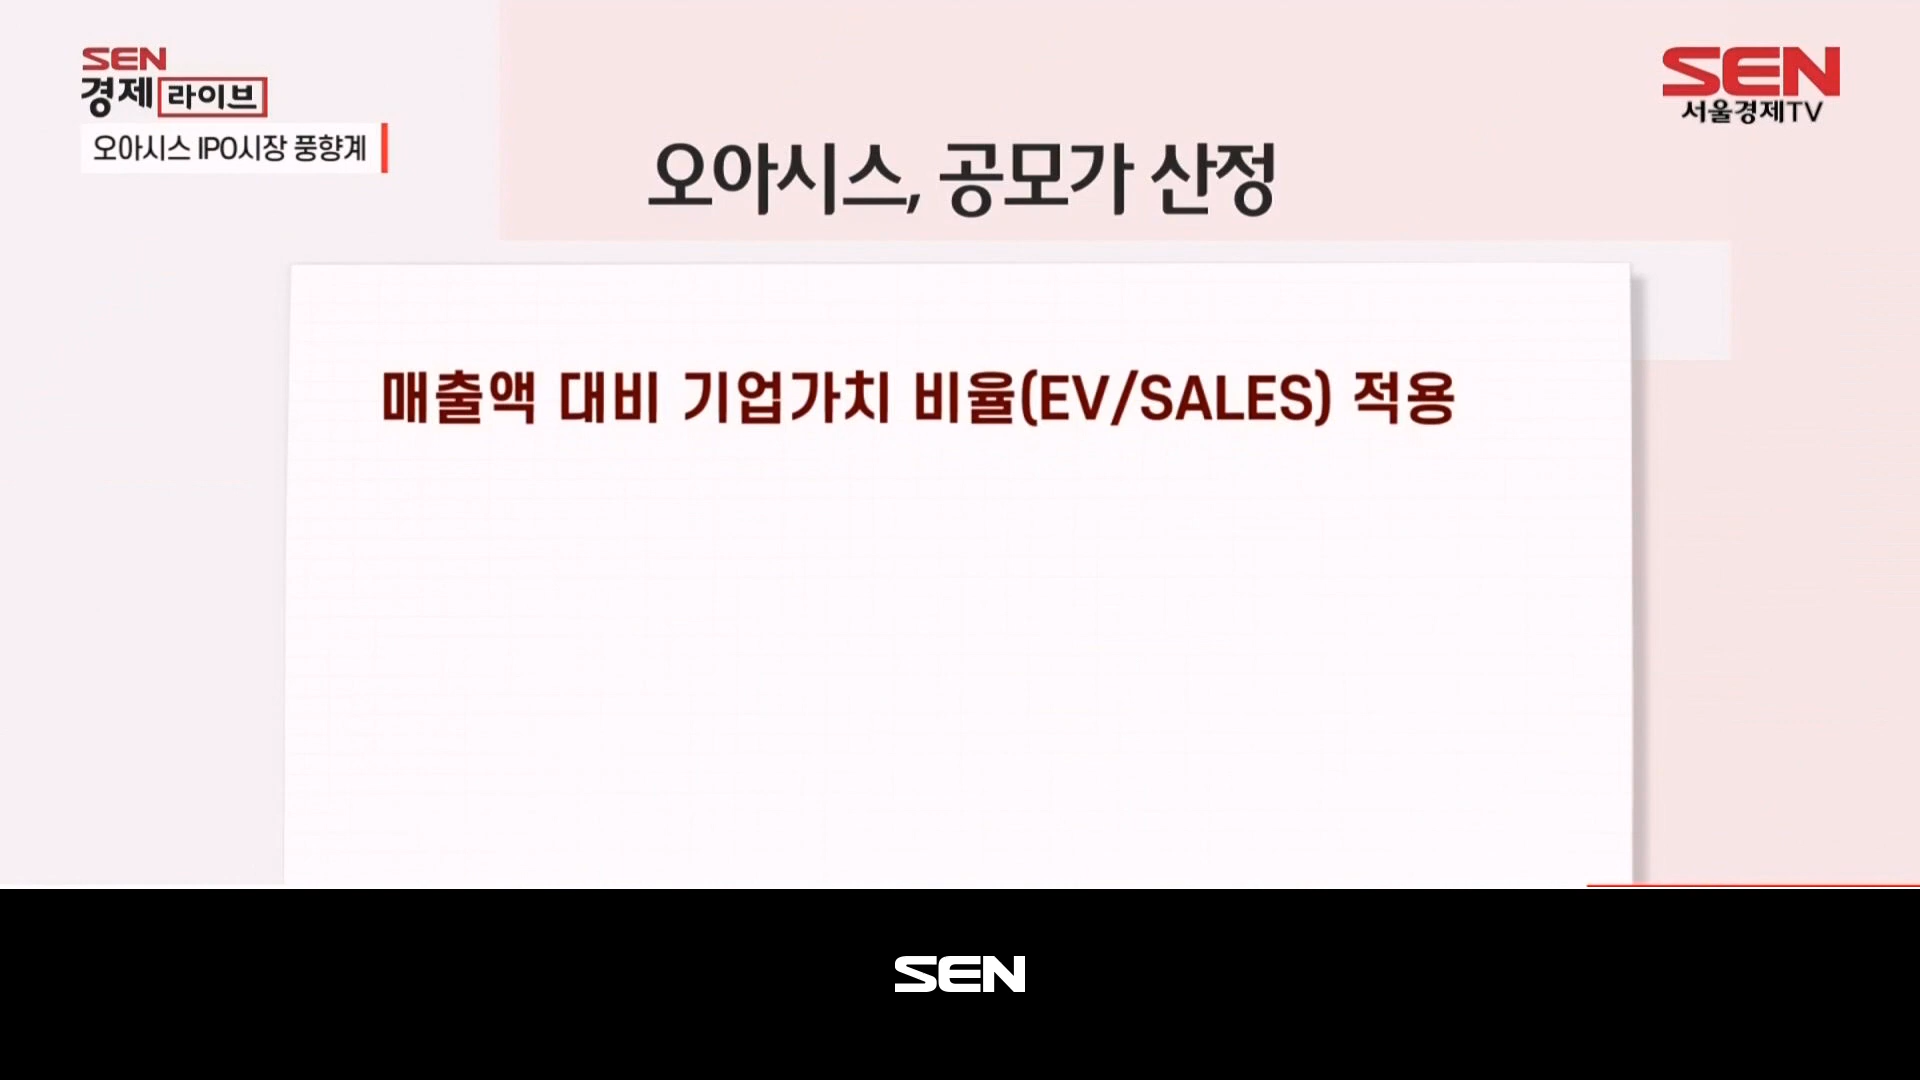 SEN
경제 라이브
오아시스 IPO시장 풍향계
SEN
서울경제TV
오아시스, 공모가 산정
매출액 대비 기업가치 비율(EV/SALES) 적용
SEN